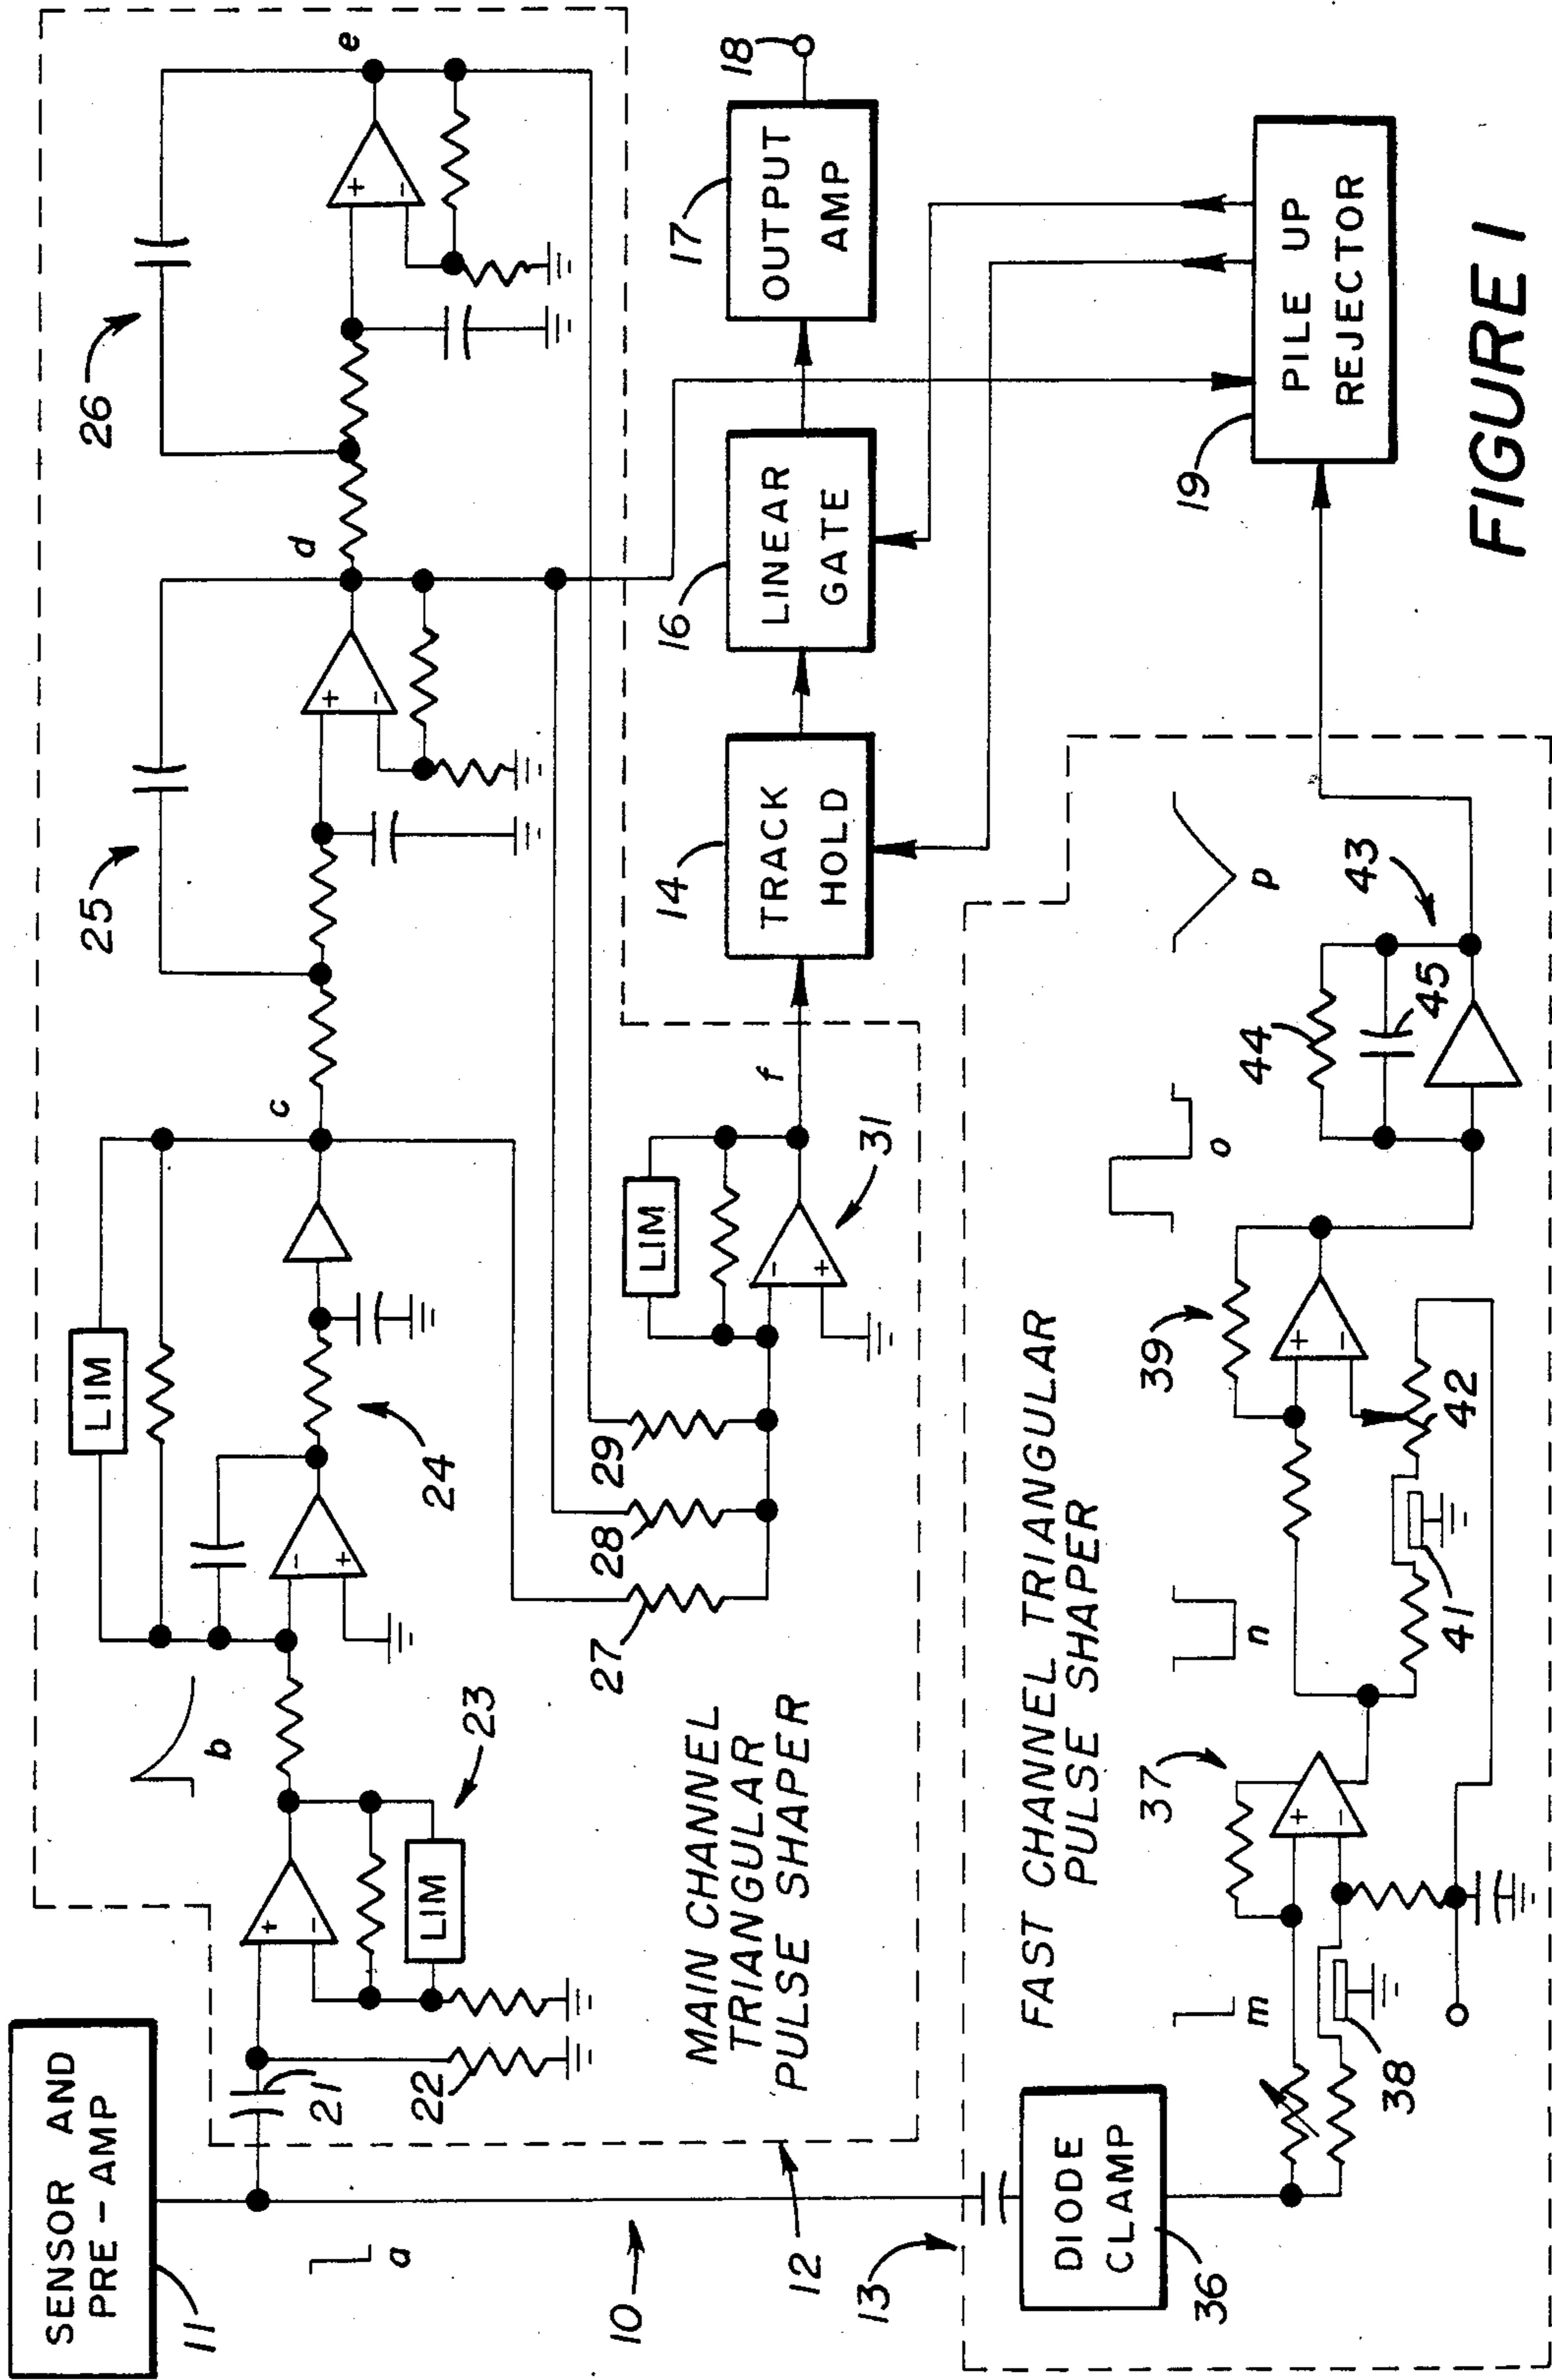 SENSOR AND
PRE-AMP
11
a
10
12
21
22
+
-
LIM
23
b
LIM
-
+
24
c
25
+
-
d
26
+
-
e
27
28
29
LIM
-
+
31
f
MAIN CHANNEL
TRIANGULAR
PULSE SHAPER
14
TRACK
HOLD
16
LINEAR
GATE
17
OUTPUT
AMP
18
19
PILE UP
REJECTOR
13
DIODE
CLAMP
36
FAST CHANNEL TRIANGULAR
PULSE SHAPER
m
38
37
+
-
n
41
42
39
+
-
o
44
45
43
p
FIGURE 1